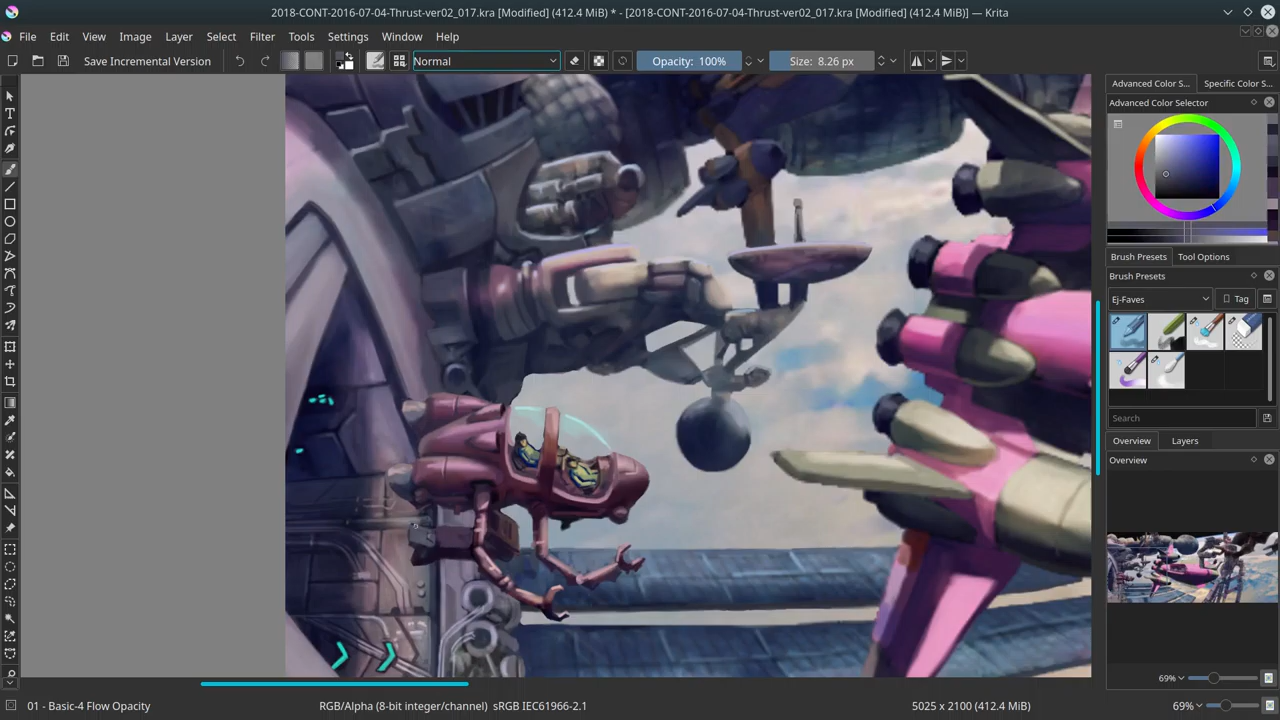 2018-CONT-2016-07-04-Thrust-ver02_017.kra [Modified] (412.4 MiB) * - [2018-CONT-2016-07-04-Thrust-ver02_017.kra [Modified] (412.4 MiB)] — Krita
File Edit View Image Layer Select Filter Tools Settings Window Help
Save Incremental Version Normal Opacity: 100% Size: 8.26 px
Advanced Color S... Specific Color S...
Advanced Color Selector
Brush Presets Tool Options
Brush Presets
Ej-Faves Tag
Search
Overview Layers
Overview
69%
01 - Basic-4 Flow Opacity RGB/Alpha (8-bit integer/channel) sRGB IEC61966-2.1 5025 x 2100 (412.4 MiB) 69%